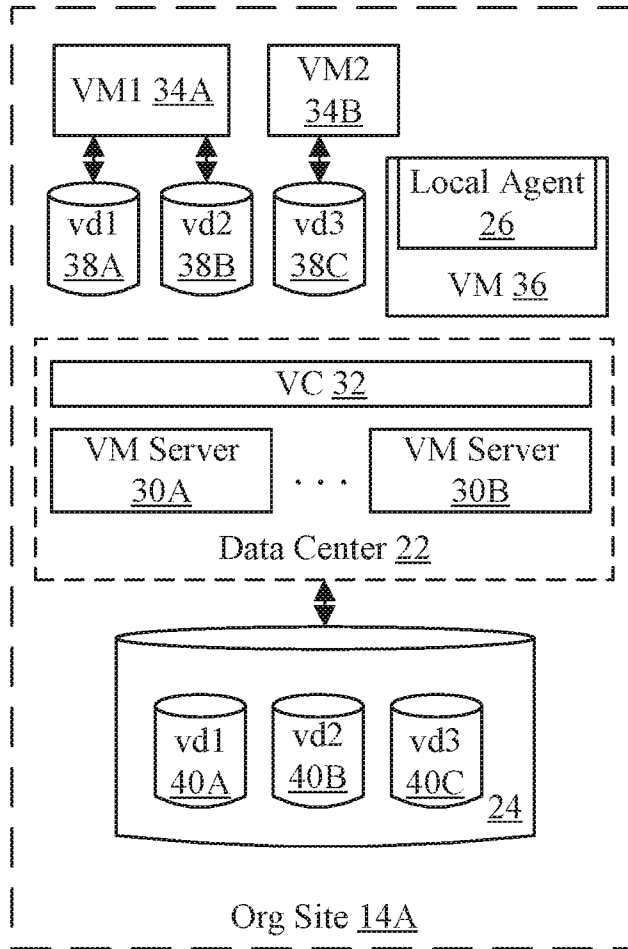 VM1 34A
VM2
34B
vd1
38A
vd2
38B
vd3
38C
Local Agent
26
VM 36
VC 32
VM Server
30A
. . .
VM Server
30B
Data Center 22
vd1
40A
vd2
40B
vd3
40C
24
Org Site 14A